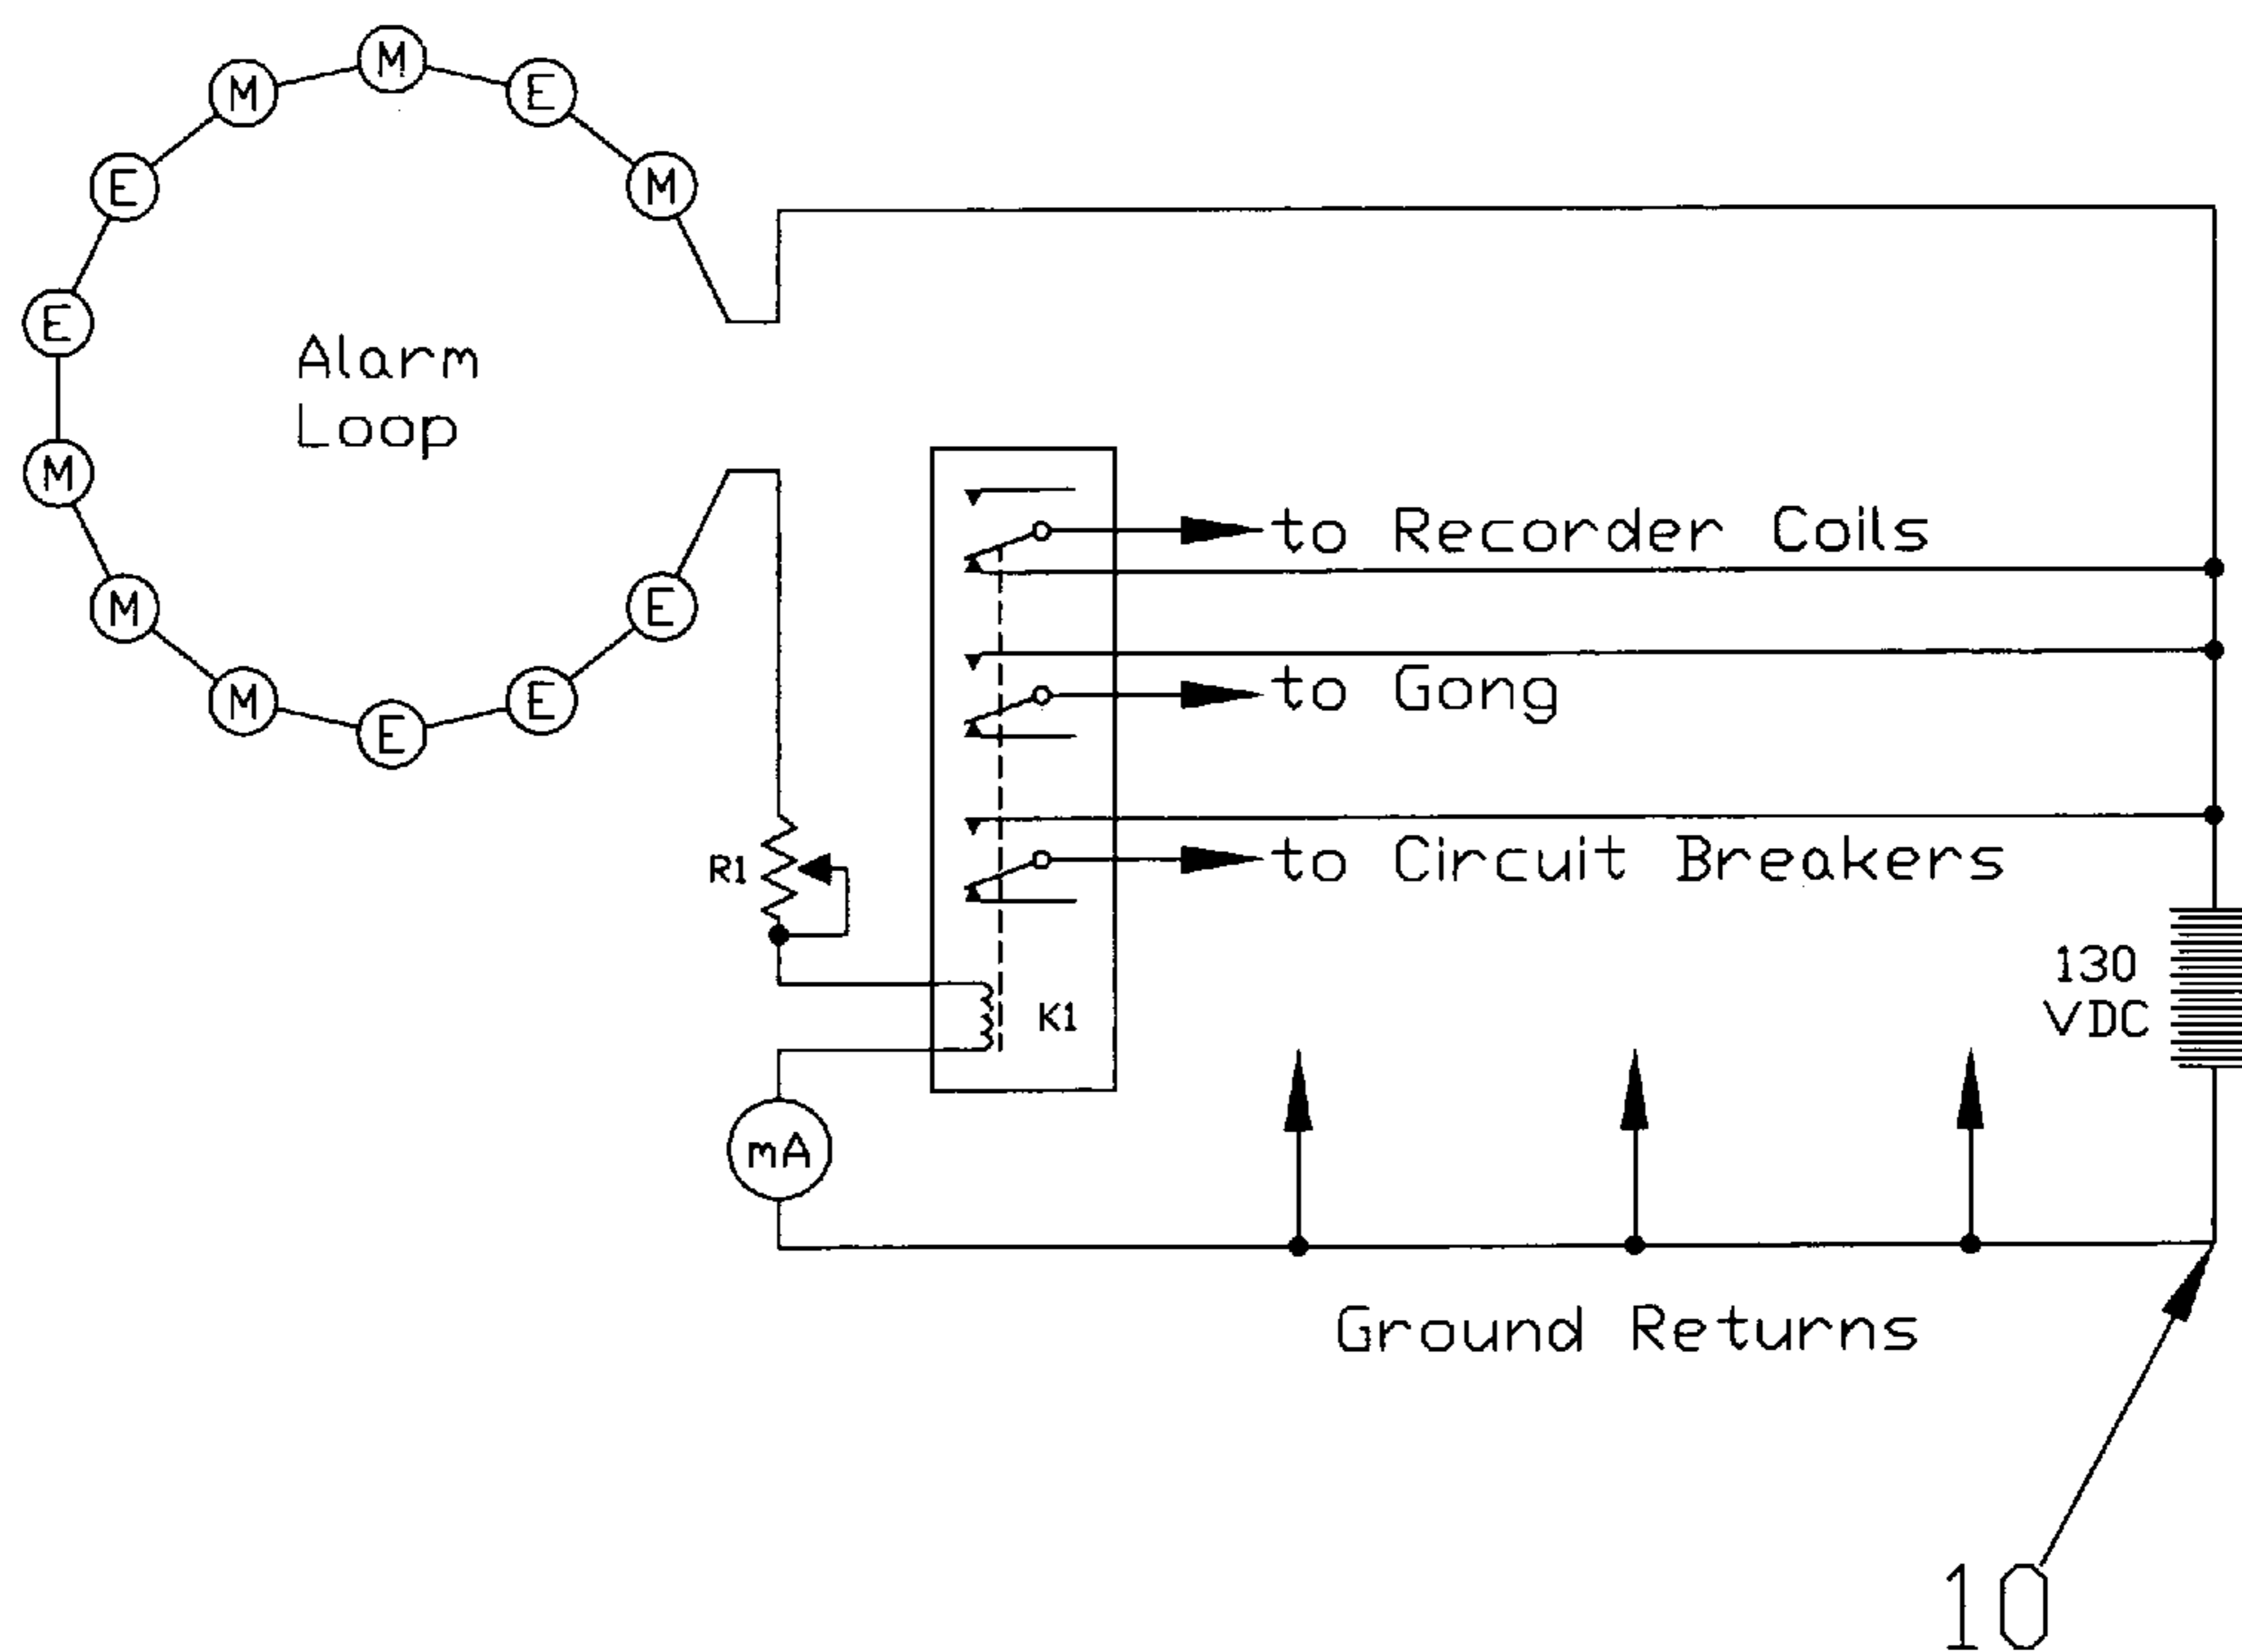 M
M
E
M
E
E
M
M
M
E
E
E
Alarm
Loop
to Recorder Coils
to Gong
to Circuit Breakers
R1
K1
130
VDC
mA
Ground Returns
10